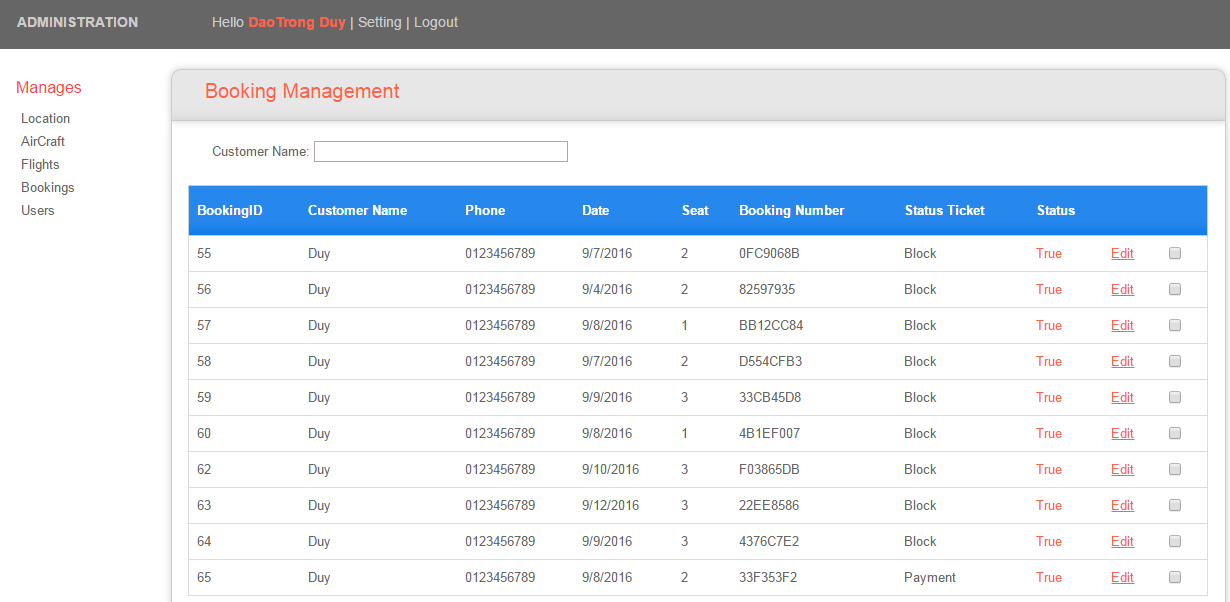 ADMINISTRATION Hello DaoTrong Duy | Setting | Logout
Manages
Location
AirCraft
Flights
Bookings
Users
Booking Management
Customer Name:
BookingID Customer Name Phone Date Seat Booking Number Status Ticket Status
55 Duy 0123456789 9/7/2016 2 0FC9068B Block True Edit
56 Duy 0123456789 9/4/2016 2 82597935 Block True Edit
57 Duy 0123456789 9/8/2016 1 BB12CC84 Block True Edit
58 Duy 0123456789 9/7/2016 2 D554CFB3 Block True Edit
59 Duy 0123456789 9/9/2016 3 33CB45D8 Block True Edit
60 Duy 0123456789 9/8/2016 1 4B1EF007 Block True Edit
62 Duy 0123456789 9/10/2016 3 F03865DB Block True Edit
63 Duy 0123456789 9/12/2016 3 22EE8586 Block True Edit
64 Duy 0123456789 9/9/2016 3 4376C7E2 Block True Edit
65 Duy 0123456789 9/8/2016 2 33F353F2 Payment True Edit